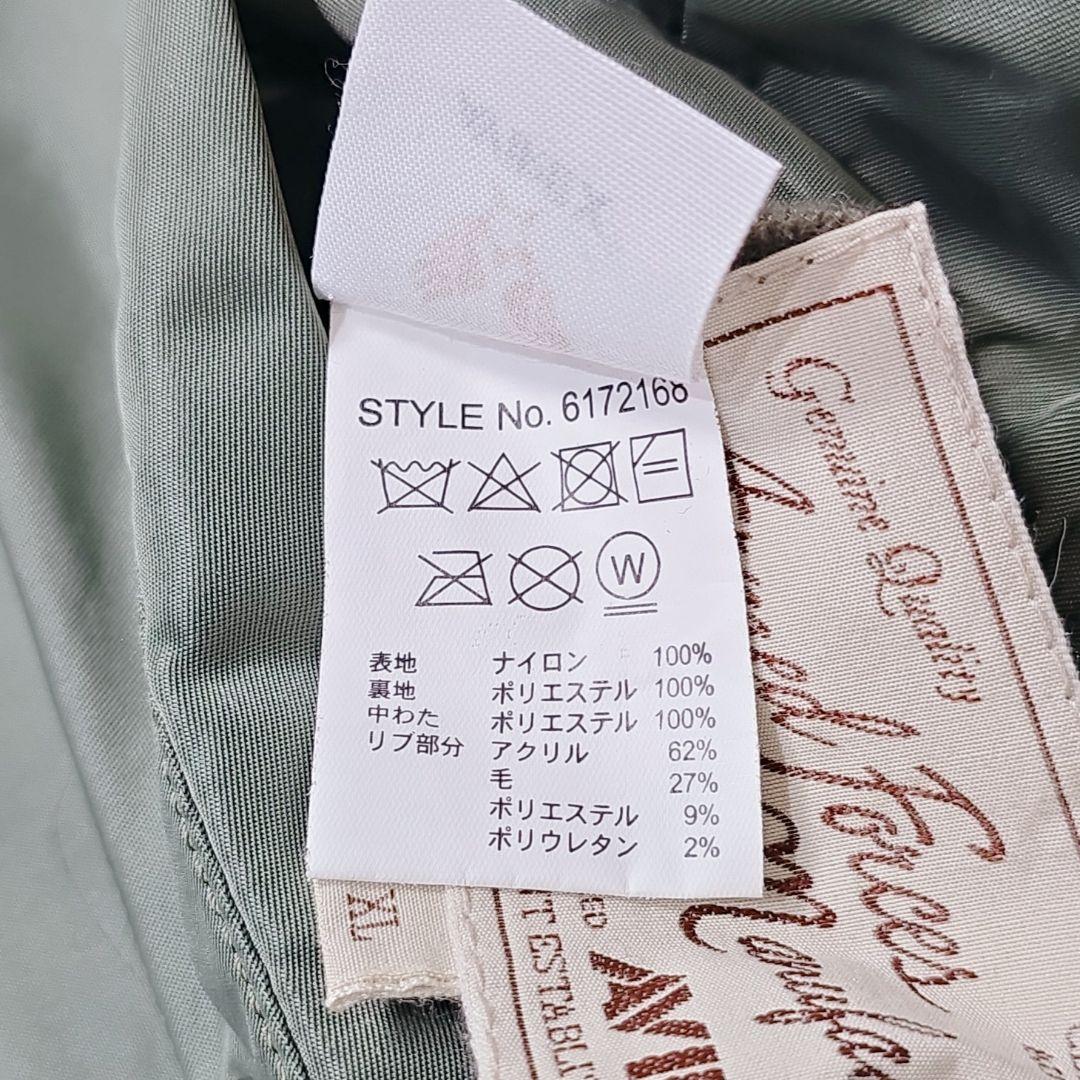 STYLE No. 6172168
W
表地 ナイロン 100%
裏地 ポリエステル 100%
中わた ポリエステル 100%
リブ部分 アクリル 62%
毛 27%
ポリエステル 9%
ポリウレタン 2%
XL
Genuine Quality
Forces